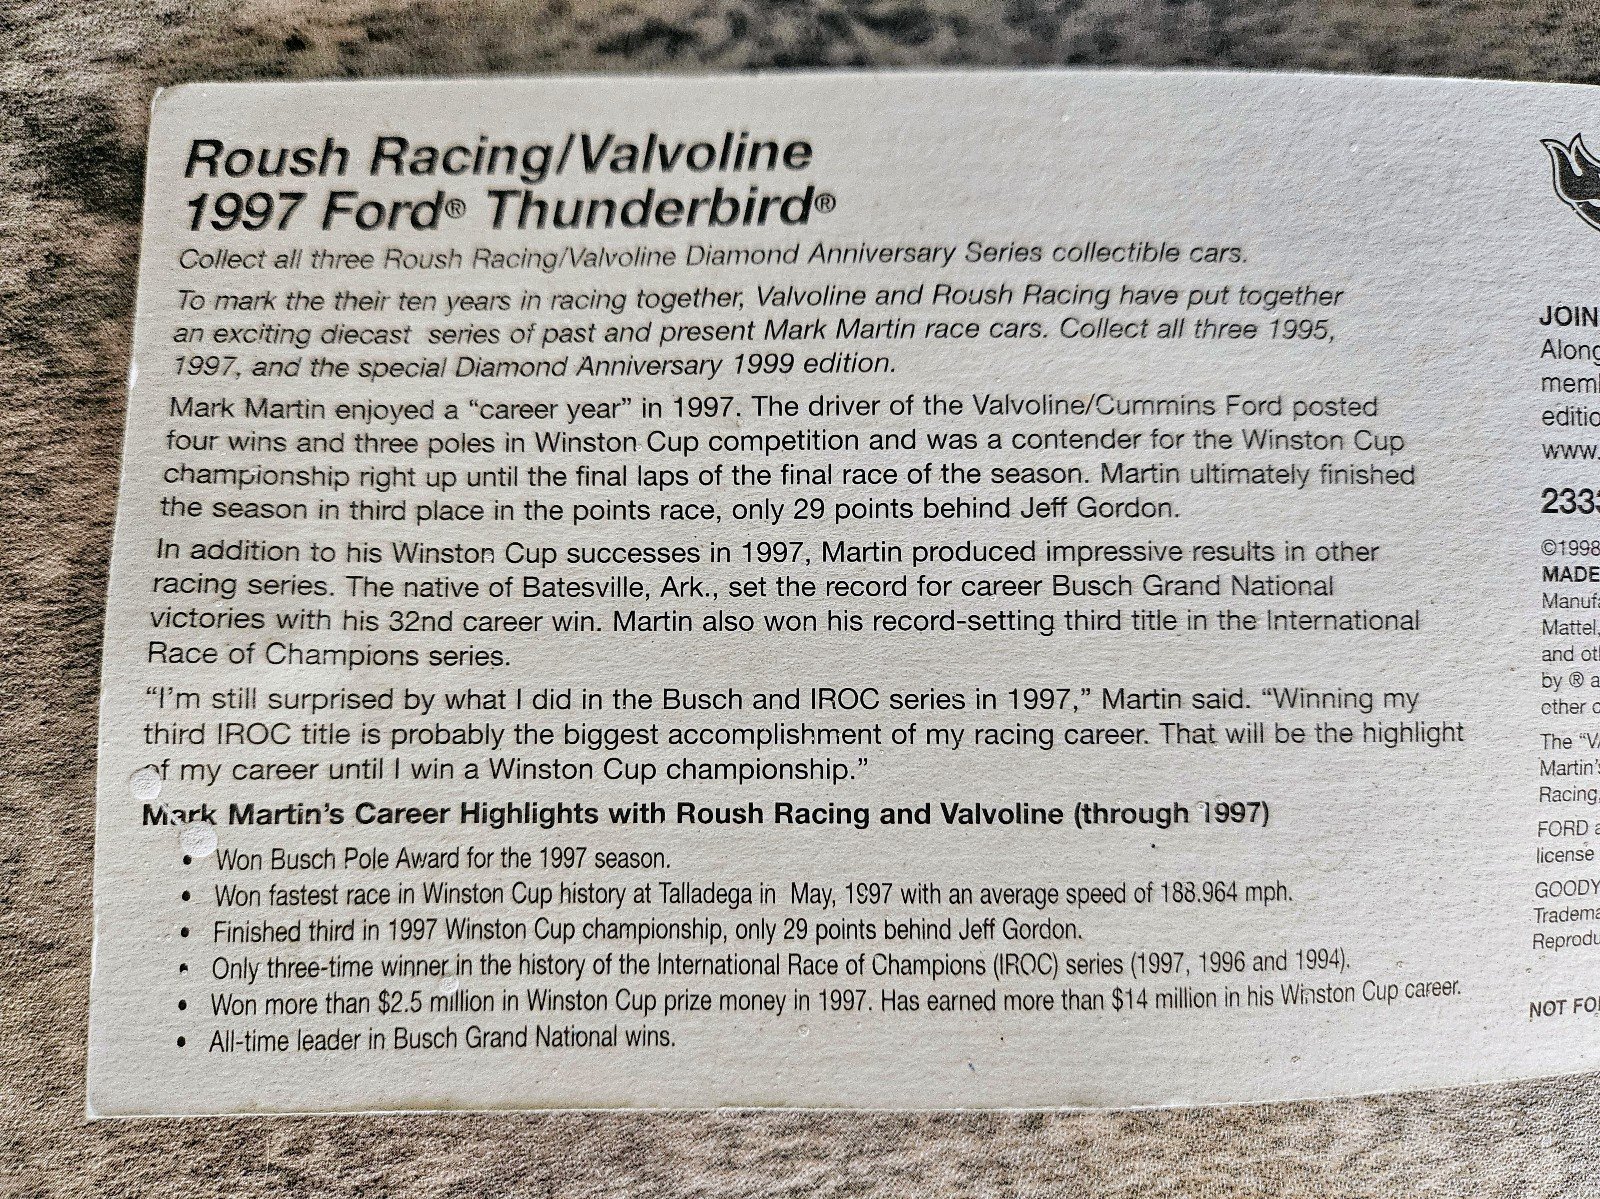 Roush Racing/Valvoline
1997 Ford® Thunderbird®
Collect all three Roush Racing/Valvoline Diamond Anniversary Series collectible cars.
To mark the their ten years in racing together, Valvoline and Roush Racing have put together
an exciting diecast series of past and present Mark Martin race cars. Collect all three 1995,
1997, and the special Diamond Anniversary 1999 edition.
Mark Martin enjoyed a “career year” in 1997. The driver of the Valvoline/Cummins Ford posted
four wins and three poles in Winston Cup competition and was a contender for the Winston Cup
championship right up until the final laps of the final race of the season. Martin ultimately finished
the season in third place in the points race, only 29 points behind Jeff Gordon.
In addition to his Winston Cup successes in 1997, Martin produced impressive results in other
racing series. The native of Batesville, Ark., set the record for career Busch Grand National
victories with his 32nd career win. Martin also won his record-setting third title in the International
Race of Champions series.
“I’m still surprised by what I did in the Busch and IROC series in 1997,” Martin said. “Winning my
third IROC title is probably the biggest accomplishment of my racing career. That will be the highlight
of my career until I win a Winston Cup championship.”
Mark Martin’s Career Highlights with Roush Racing and Valvoline (through 1997)
• Won Busch Pole Award for the 1997 season.
• Won fastest race in Winston Cup history at Talladega in May, 1997 with an average speed of 188.964 mph.
• Finished third in 1997 Winston Cup championship, only 29 points behind Jeff Gordon.
• Only three-time winner in the history of the International Race of Champions (IROC) series (1997, 1996 and 1994).
• Won more than $2.5 million in Winston Cup prize money in 1997. Has earned more than $14 million in his Winston Cup career.
• All-time leader in Busch Grand National wins.
JOIN
Along
www.
©1998
MADE
Mattel,
by ®
The
Martin’s
Racing,
FORD
license
NOT